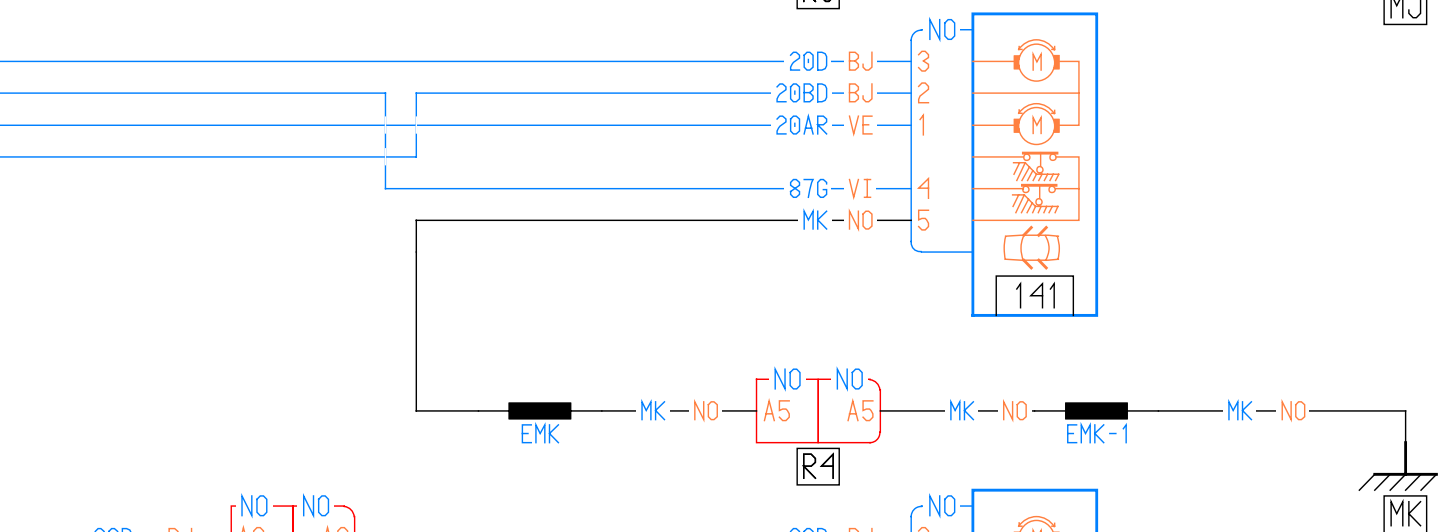 MJ
NO
20D BJ 3 M
20BD BJ 2
20AR VE 1 M
87G VI 4
MK NO 5
141
NO NO
MK NO A5 A5 MK NO MK NO
EMK EMK-1
R4
NO NO NO
MK